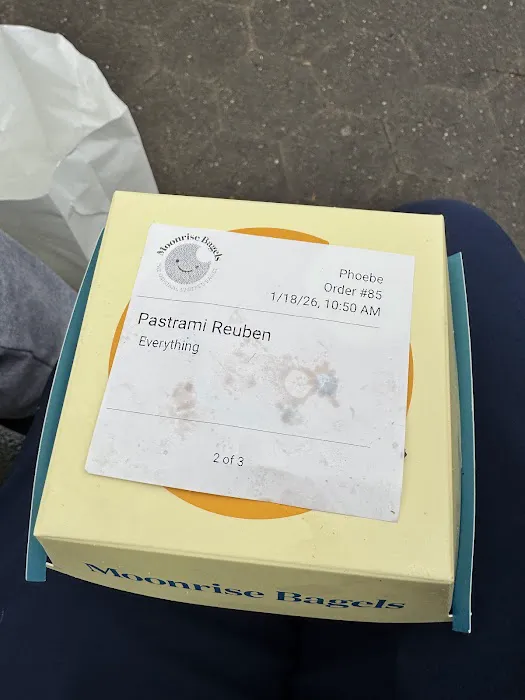 Moonrise Bagels
Phoebe
Order #85
1/18/26, 10:50 AM
Pastrami Reuben
Everything
2 of 3
Moonrise Bagels